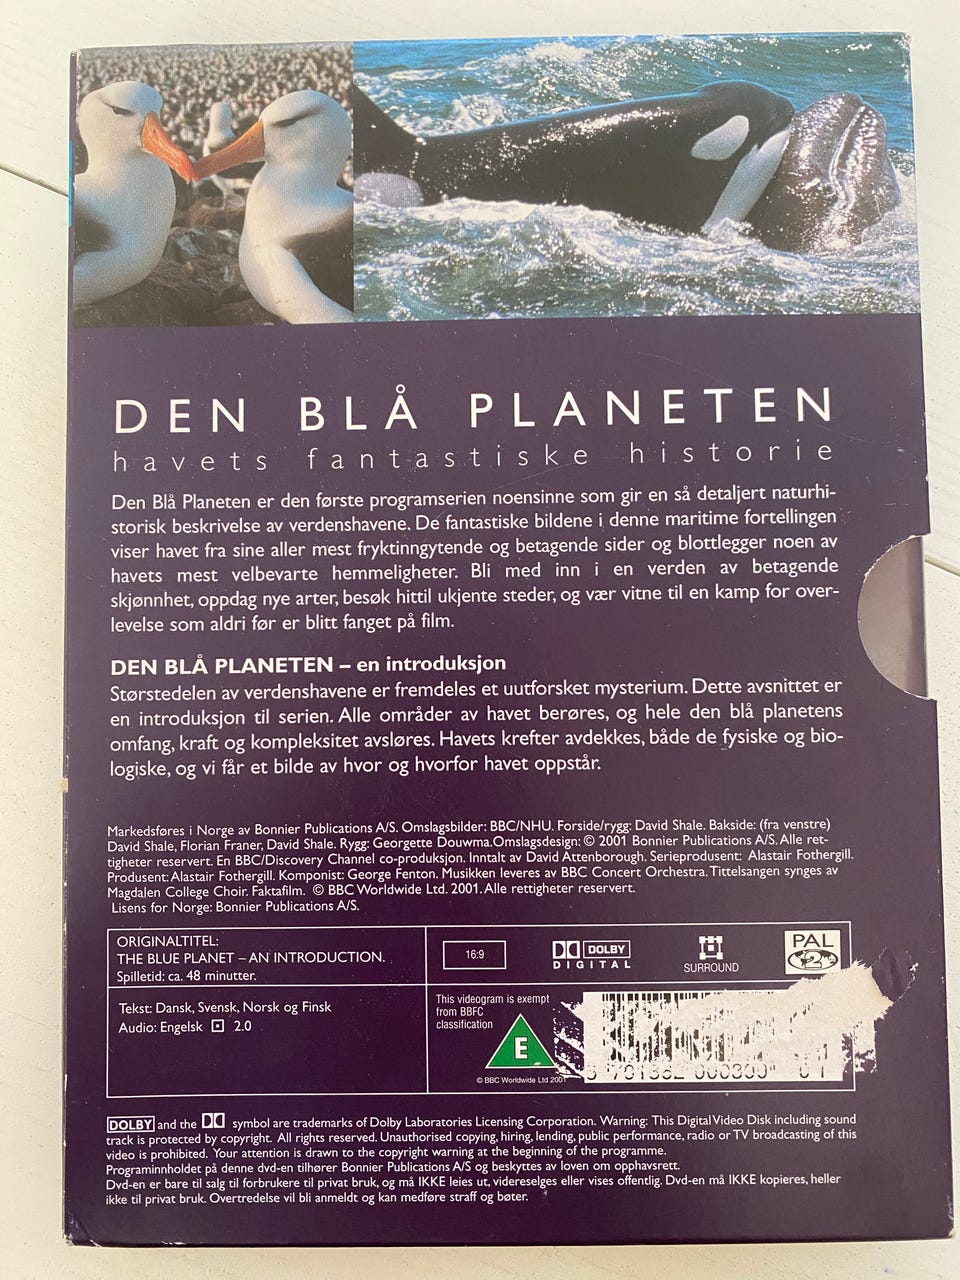 DEN BLÅ PLANETEN
havets fantastiske historie
Den Blå Planeten er den første programserien noensinne som gir en så detaljert naturhi-
storisk beskrivelse av verdenshavene. De fantastiske bildene i denne maritime fortellingen
viser havet fra sine aller mest fryktinngytende og betagende sider og blottlegger noen av
havets mest velbevarte hemmeligheter. Bli med inn i en verden av betagende
skjønnhet, oppdag nye arter, besøk hittil ukjente steder, og vær vitne til en kamp for over-
levelse som aldri før er blitt fanget på film.
DEN BLÅ PLANETEN – en introduksjon
Størstedelen av verdenshavene er fremdeles et uutforsket mysterium. Dette avsnittet er
en introduksjon til serien. Alle områder av havet berøres, og hele den blå planetens
omfang, kraft og kompleksitet avsløres. Havets krefter avdekkes, både de fysiske og bio-
logiske, og vi får et bilde av hvor og hvorfor havet oppstår.
Markedsføres i Norge av Bonnier Publications A/S. Omslagsbilder: BBC/NHU. Forside/rygg: David Shale. Bakside: (fra venstre)
David Shale, Florian Franer, David Shale. Rygg: Georgette Douwma. Omslagsdesign: © 2001 Bonnier Publications A/S. Alle ret-
tigheter reservert. En BBC/Discovery Channel co-produksjon. Inntalt av David Attenborough. Serieprodusent: Alastair Fothergill.
Produsent: Alastair Fothergill. Komponist: George Fenton. Musikken leveres av BBC Concert Orchestra. Tittelsangen synges av
Magdalen College Choir. Faktafilm. © BBC Worldwide Ltd. 2001. Alle rettigheter reservert.
Lisens for Norge: Bonnier Publications A/S.
ORIGINALTITEL:
THE BLUE PLANET – AN INTRODUCTION.
Spilletid: ca. 48 minutter.
16:9
DOLBY
DIGITAL
SURROUND
PAL
2
Tekst: Dansk, Svensk, Norsk og Finsk
Audio: Engelsk 2.0
This videogram is exempt
from BBFC
classification
E
© BBC Worldwide Ltd 2001
DOLBY and the symbol are trademarks of Dolby Laboratories Licensing Corporation. Warning: This Digital Video Disk including sound
track is protected by copyright. All rights reserved. Unauthorised copying, hiring, lending, public performance, radio or TV broadcasting of this
video is prohibited. Your attention is drawn to the copyright warning at the beginning of the programme.
Programinnholdet på denne dvd-en tilhører Bonnier Publications A/S og beskyttes av loven om opphavsrett.
Dvd-en er bare til salg til forbrukere til privat bruk, og må IKKE leies ut, videreselges eller vises offentlig. Dvd-en må IKKE kopieres, heller
ikke til privat bruk. Overtredelse vil bli anmeldt og kan medføre straff og bøter.